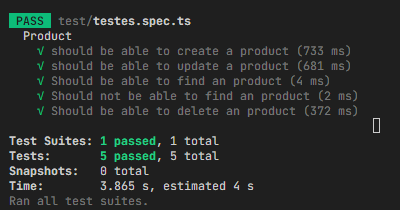 PASS test/testes.spec.ts
Product
√ should be able to create a product (733 ms)
√ should be able to update a product (681 ms)
√ Should be able to find an product (4 ms)
√ Should not be able to find an product (2 ms)
√ Should be able to delete an product (372 ms)
Test Suites: 1 passed, 1 total
Tests: 5 passed, 5 total
Snapshots: 0 total
Time: 3.865 s, estimated 4 s
Ran all test suites.